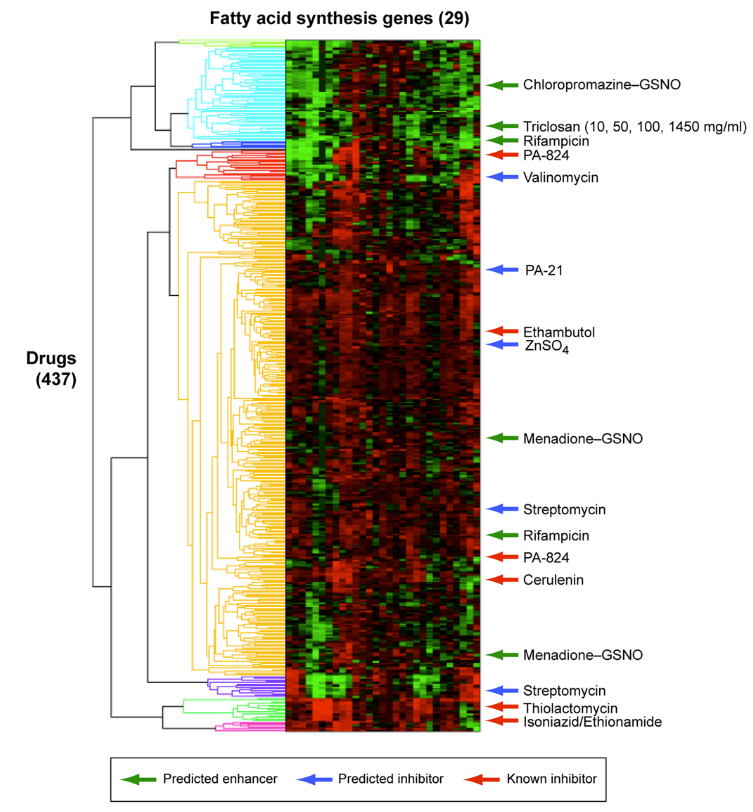 Fatty acid synthesis genes (29)
Chloropromazine–GSNO
Triclosan (10, 50, 100, 1450 mg/ml)
Rifampicin
PA-824
Valinomycin
PA-21
Ethambutol
ZnSO4
Drugs
(437)
Menadione–GSNO
Streptomycin
Rifampicin
PA-824
Cerulenin
Menadione–GSNO
Streptomycin
Thiolactomycin
Isoniazid/Ethionamide
Predicted enhancer Predicted inhibitor Known inhibitor